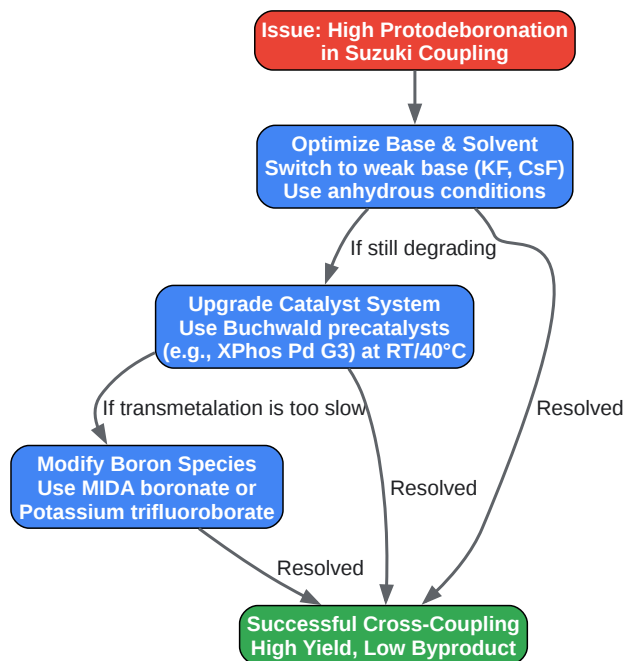 Issue: High Protodeboronation
in Suzuki Coupling
Optimize Base & Solvent
Switch to weak base (KF, CsF)
Use anhydrous conditions
If still degrading
Upgrade Catalyst System
Use Buchwald precatalysts
(e.g., XPhos Pd G3) at RT/40°C
If transmetalation is too slow
Resolved
Modify Boron Species
Use MIDA boronate or
Potassium trifluoroborate
Resolved
Resolved
Successful Cross-Coupling
High Yield, Low Byproduct